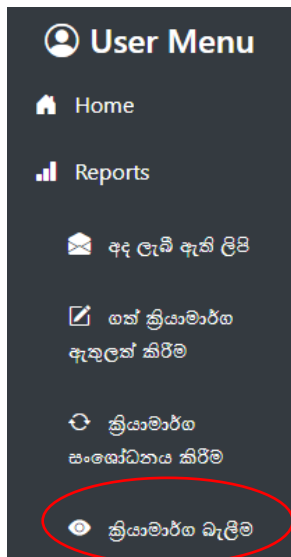 User Menu
Home
Reports
අද ලැබී ඇති ලිපි
ගත් ක්‍රියාමාර්ග
ඇතුලත් කිරීම
ක්‍රියාමාර්ග
සංශෝධනය කිරීම
ක්‍රියාමාර්ග බැලීම